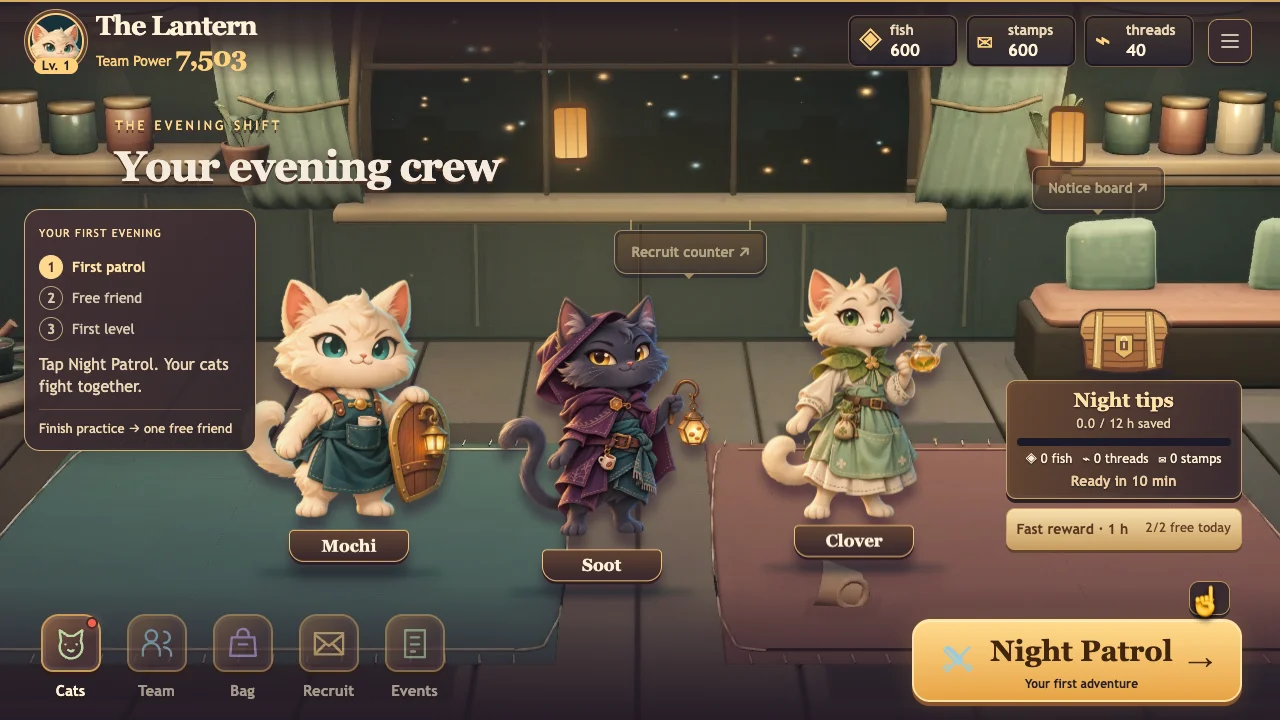 The Lantern
Lv. 1
Team Power 7,503
fish
600
stamps
600
threads
40
THE EVENING SHIFT
Your evening crew
Notice board ↗
Recruit counter ↗
YOUR FIRST EVENING
1 First patrol
2 Free friend
3 First level
Tap Night Patrol. Your cats
fight together.
Finish practice → one free friend
Night tips
0.0 / 12 h saved
0 fish 0 threads 0 stamps
Ready in 10 min
Fast reward · 1 h 2/2 free today
Mochi
Soot
Clover
Night Patrol →
Your first adventure
Cats
Team
Bag
Recruit
Events